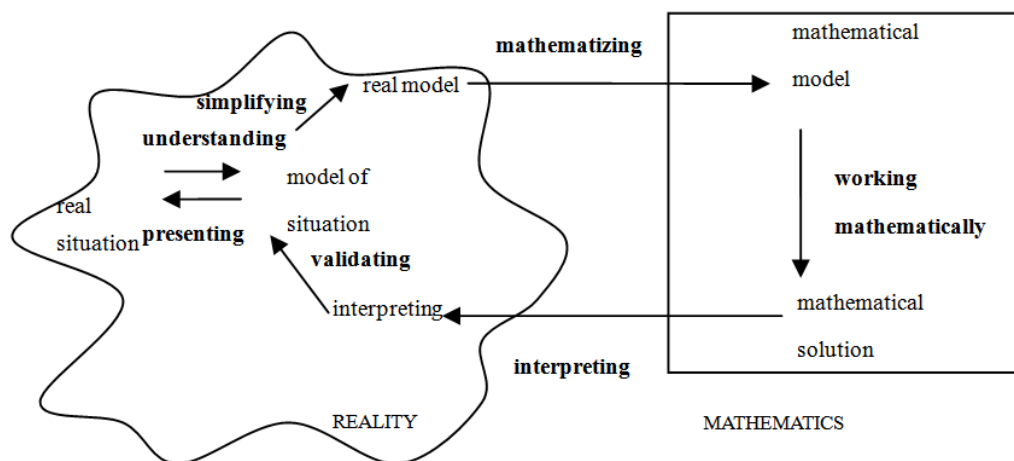 mathematical
mathematizing
model
real model
simplifying
understanding
model of
working
real
situation
mathematically
situation
presenting
validating
interpreting
mathematical
solution
interpreting
REALITY
MATHEMATICS